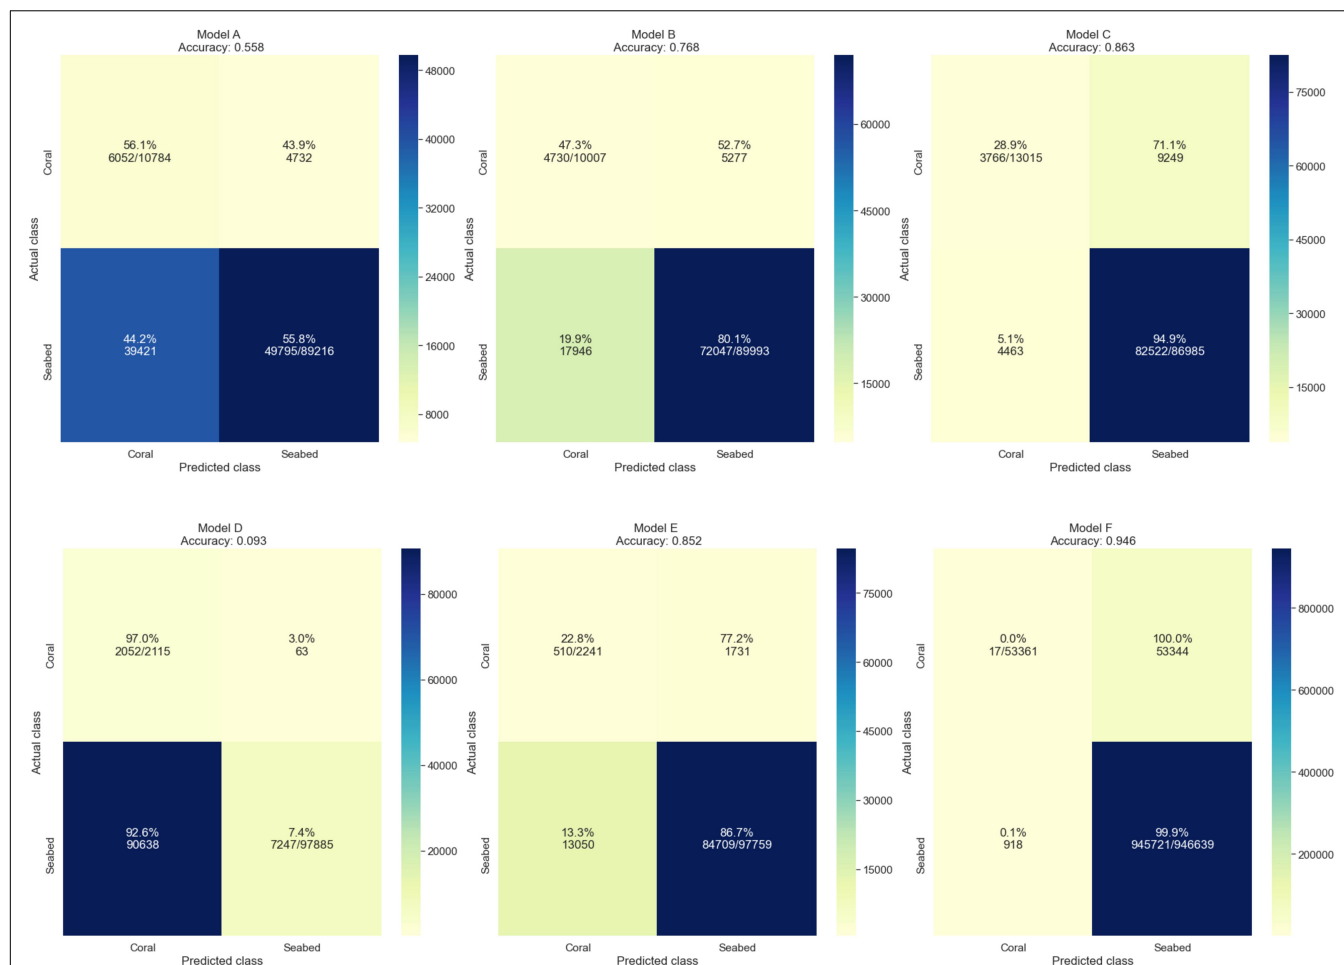 Model A
Accuracy: 0.558
56.1%
6052/10784
43.9%
4732
44.2%
39421
55.8%
49795/89216
Coral
Seabed
Actual class
Coral
Seabed
Predicted class
48000
40000
32000
24000
16000
8000
Model B
Accuracy: 0.768
47.3%
4730/10007
52.7%
5277
19.9%
17946
80.1%
72047/89993
Coral
Seabed
Actual class
Coral
Seabed
Predicted class
60000
45000
30000
15000
Model C
Accuracy: 0.863
28.9%
3766/13015
71.1%
9249
5.1%
4463
94.9%
82522/86985
Coral
Seabed
Actual class
Coral
Seabed
Predicted class
75000
60000
45000
30000
15000
Model D
Accuracy: 0.093
97.0%
2052/2115
3.0%
63
92.6%
90638
7.4%
7247/97885
Coral
Seabed
Actual class
Coral
Seabed
Predicted class
80000
60000
40000
20000
Model E
Accuracy: 0.852
22.8%
510/2241
77.2%
1731
13.3%
13050
86.7%
84709/97759
Coral
Seabed
Actual class
Coral
Seabed
Predicted class
75000
60000
45000
30000
15000
Model F
Accuracy: 0.946
0.0%
17/53361
100.0%
53344
0.1%
918
99.9%
945721/946639
Coral
Seabed
Actual class
Coral
Seabed
Predicted class
800000
600000
400000
200000